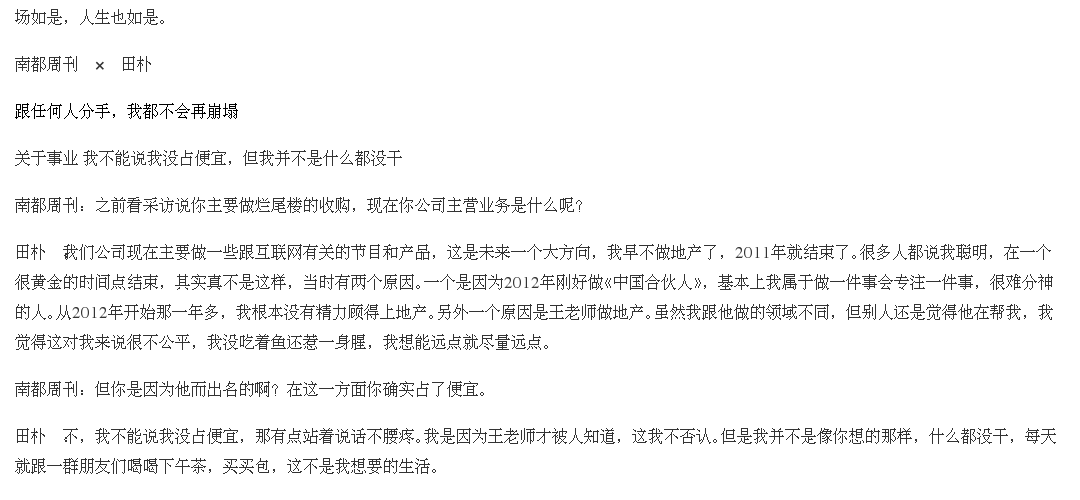 场如是，人生也如是。
南都周刊　×　田朴
跟任何人分手，我都不会再崩塌
关于事业 我不能说我没占便宜，但我并不是什么都没干
南都周刊：之前看采访说你主要做烂尾楼的收购，现在你公司主营业务是什么呢？
田朴　我们公司现在主要做一些跟互联网有关的节目和产品，这是未来一个大方向，我早不做地产了，2011年就结束了。很多人都说我聪明，在一个
很黄金的时间点结束，其实真不是这样，当时有两个原因。一个是因为2012年刚好做《中国合伙人》，基本上我属于做一件事会专注一件事，很难分神
的人。从2012年开始那一年多，我根本没有精力顾得上地产。另外一个原因是王老师做地产。虽然我跟他做的领域不同，但别人还是觉得他在帮我，我
觉得这对我来说很不公平，我没吃着鱼还惹一身腥，我想能远点就尽量远点。
南都周刊：但你是因为他而出名的啊？在这一方面你确实占了便宜。
田朴　不，我不能说我没占便宜，那有点站着说话不腰疼。我是因为王老师才被人知道，这我不否认。但是我并不是像你想的那样，什么都没干，每天
就跟一群朋友们喝喝下午茶，买买包，这不是我想要的生活。